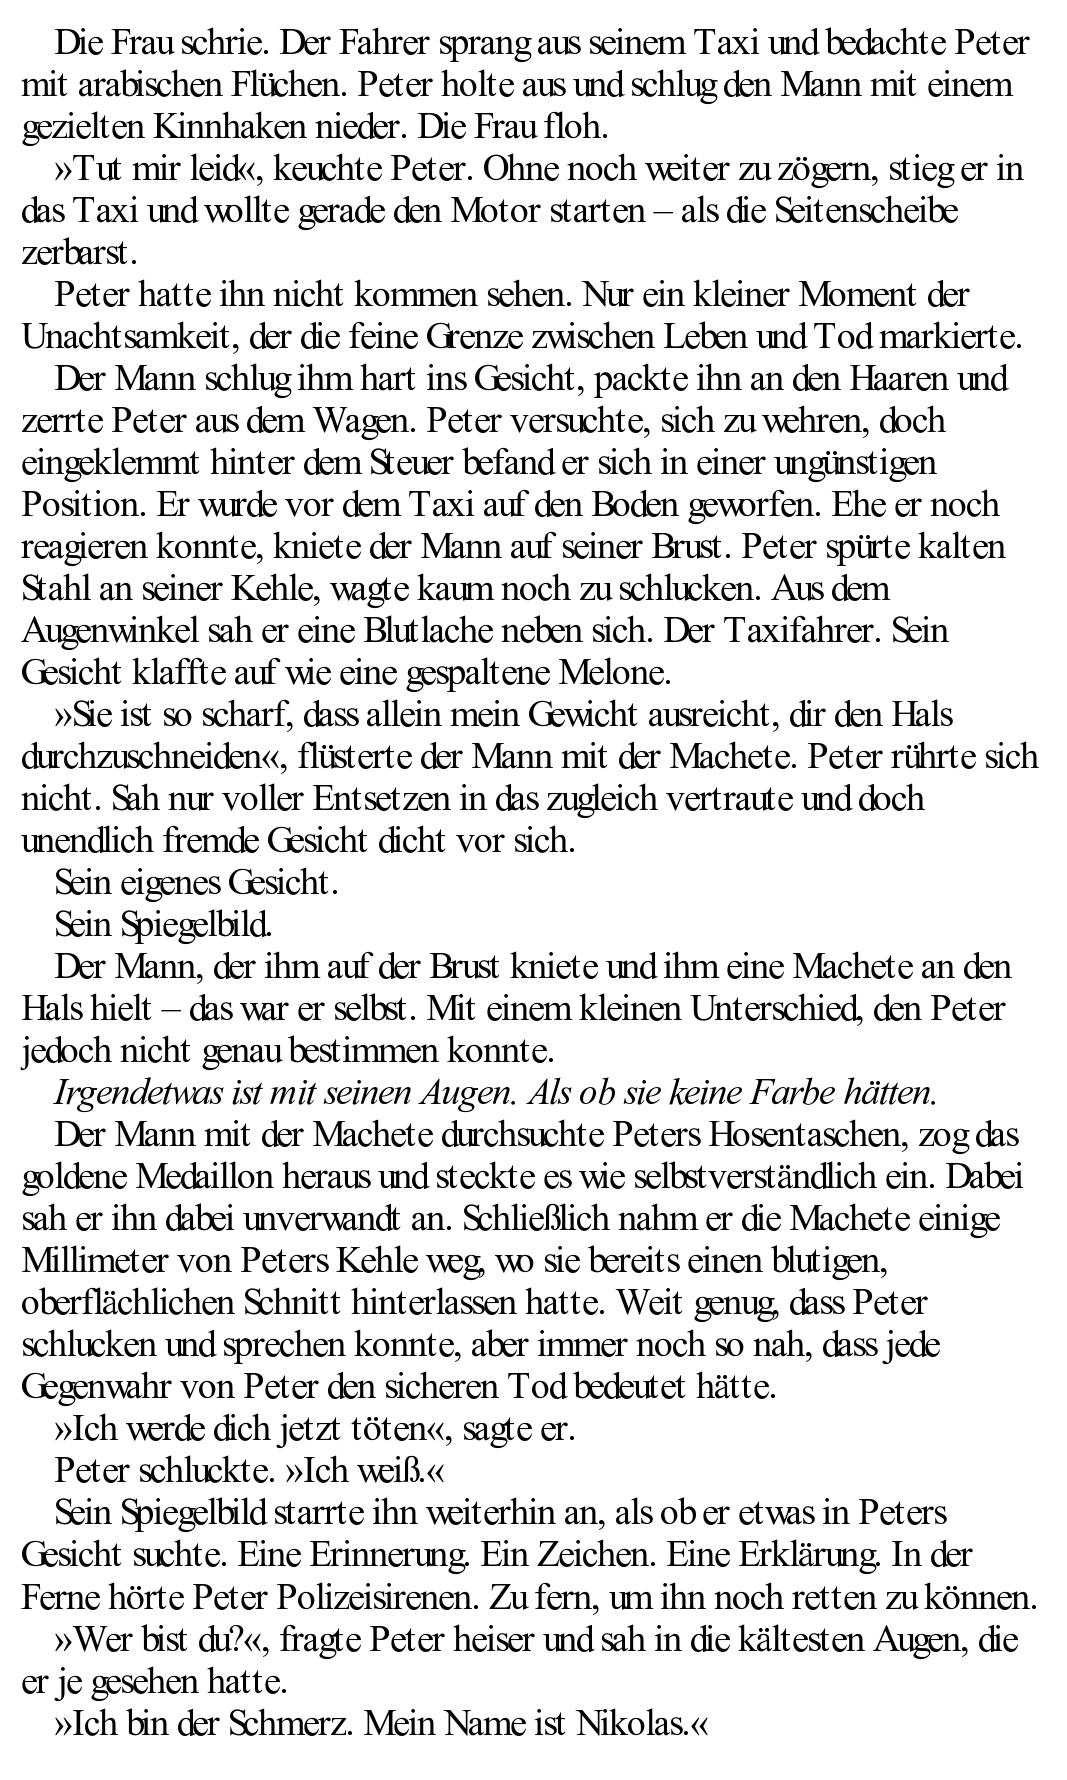 Die Frau schrie. Der Fahrer sprang aus seinem Taxi und bedachte Peter
mit arabischen Flüchen. Peter holte aus und schlug den Mann mit einem
gezielten Kinnhaken nieder. Die Frau floh.
»Tut mir leid«, keuchte Peter. Ohne noch weiter zu zögern, stieg er in
das Taxi und wollte gerade den Motor starten – als die Seitenscheibe
zerbarst.
Peter hatte ihn nicht kommen sehen. Nur ein kleiner Moment der
Unachtsamkeit, der die feine Grenze zwischen Leben und Tod markierte.
Der Mann schlug ihm hart ins Gesicht, packte ihn an den Haaren und
zerrte Peter aus dem Wagen. Peter versuchte, sich zu wehren, doch
eingeklemmt hinter dem Steuer befand er sich in einer ungünstigen
Position. Er wurde vor dem Taxi auf den Boden geworfen. Ehe er noch
reagieren konnte, kniete der Mann auf seiner Brust. Peter spürte kalten
Stahl an seiner Kehle, wagte kaum noch zu schlucken. Aus dem
Augenwinkel sah er eine Blutlache neben sich. Der Taxifahrer. Sein
Gesicht klaffte auf wie eine gespaltene Melone.
»Sie ist so scharf, dass allein mein Gewicht ausreicht, dir den Hals
durchzuschneiden«, flüsterte der Mann mit der Machete. Peter rührte sich
nicht. Sah nur voller Entsetzen in das zugleich vertraute und doch
unendlich fremde Gesicht dicht vor sich.
Sein eigenes Gesicht.
Sein Spiegelbild.
Der Mann, der ihm auf der Brust kniete und ihm eine Machete an den
Hals hielt – das war er selbst. Mit einem kleinen Unterschied, den Peter
jedoch nicht genau bestimmen konnte.
Irgendetwas ist mit seinen Augen. Als ob sie keine Farbe hätten.
Der Mann mit der Machete durchsuchte Peters Hosentaschen, zog das
goldene Medaillon heraus und steckte es wie selbstverständlich ein. Dabei
sah er ihn dabei unverwandt an. Schließlich nahm er die Machete einige
Millimeter von Peters Kehle weg, wo sie bereits einen blutigen,
oberflächlichen Schnitt hinterlassen hatte. Weit genug, dass Peter
schlucken und sprechen konnte, aber immer noch so nah, dass jede
Gegenwahr von Peter den sicheren Tod bedeutet hätte.
»Ich werde dich jetzt töten«, sagte er.
Peter schluckte. »Ich weiß.«
Sein Spiegelbild starrte ihn weiterhin an, als ob er etwas in Peters
Gesicht suchte. Eine Erinnerung. Ein Zeichen. Eine Erklärung. In der
Ferne hörte Peter Polizeisirenen. Zu fern, um ihn noch retten zu können.
»Wer bist du?«, fragte Peter heiser und sah in die kältesten Augen, die
er je gesehen hatte.
»Ich bin der Schmerz. Mein Name ist Nikolas.«